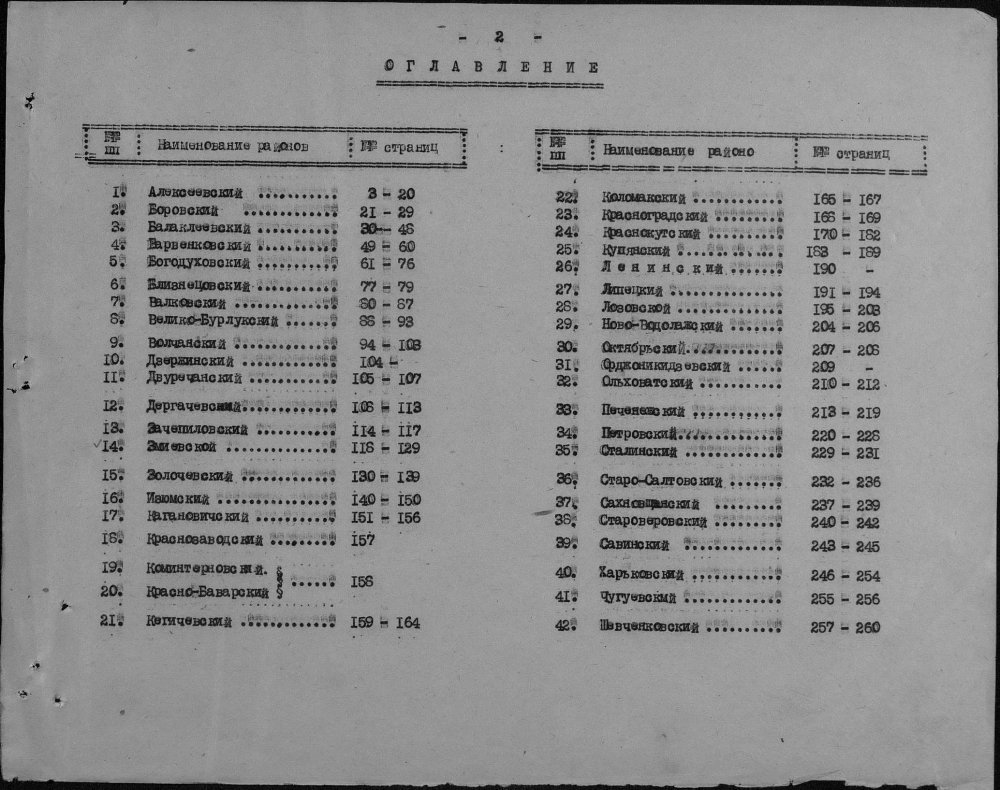 - 2 -
ОГЛАВЛЕНИЕ
№№ пп : Наименование районов : №№ страниц
1. Алексеевский ........... 3 - 20
2. Боровский ............. 21 - 29
3. Балаклеевский ........... 30 - 48
4. Барвенковский ........... 49 - 60
5. Богодуховский ........... 61 - 76
6. Близнецовский ........... 77 - 79
7. Валковский .............. 80 - 87
8. Велико-Бурлукский ....... 88 - 93
9. Волчанский .............. 94 - 103
10. Двержинский ............ 104 -
11. Двуречанский ........... 105 - 107
12. Дергачевский............ 108 - 113
13. Зачепиловский .......... 114 - 117
14. Змиевской .............. 118 - 129
15. Золочевский ............ 130 - 139
16. Изюмский ............... 140 - 150
17. Кагановичский .......... 151 - 156
18. Краснозаводский ........ 157
19. Коминтерновский.
...... 158
20. Красно-Баварский
21. Кегичевский ............ 159 - 164
№№ пп : Наименование районо : №№ страниц
22. Коломакский ............ 165 - 167
23. Красноградский .......... 168 - 169
24. Краснокутский .......... 170 - 182
25. Купянский .............. 183 - 189
26. Ленинский ....... 190 -
27. Липецкий .............. 191 - 194
28. Лозовской .............. 195 - 203
29. Ново-Водолажский ....... 204 - 206
30. Октябрьский............ 207 - 208
31. Орджоникидзевский ...... 209 -
32. Ольховатский ........... 210 - 212
33. Печенежский ............ 213 - 219
34. Петровский............. 220 - 228
35. Сталинский ............. 229 - 231
36. Старо-Салтовский ....... 232 - 236
37. Сахновщанский ......... 237 - 239
38. Староверовский ......... 240 - 242
39. Савинский ............. 243 - 245
40. Харьковский ............ 246 - 254
41. Чугуевский ............. 255 - 256
42. Шевченковский .......... 257 - 260